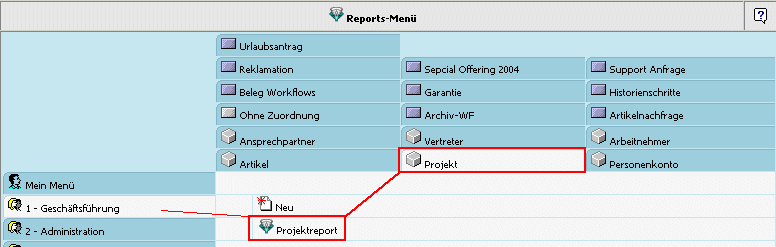 Reports-Menü
Urlaubsantrag
Reklamation Sepcial Offering 2004 Support Anfrage
Beleg Workflows Garantie Historienschritte
Ohne Zuordnung Archiv-WF Artikelnachfrage
Ansprechpartner Vertreter Arbeitnehmer
Artikel Projekt Personenkonto
Mein Menü
1 - Geschäftsführung Neu
2 - Administration Projektreport